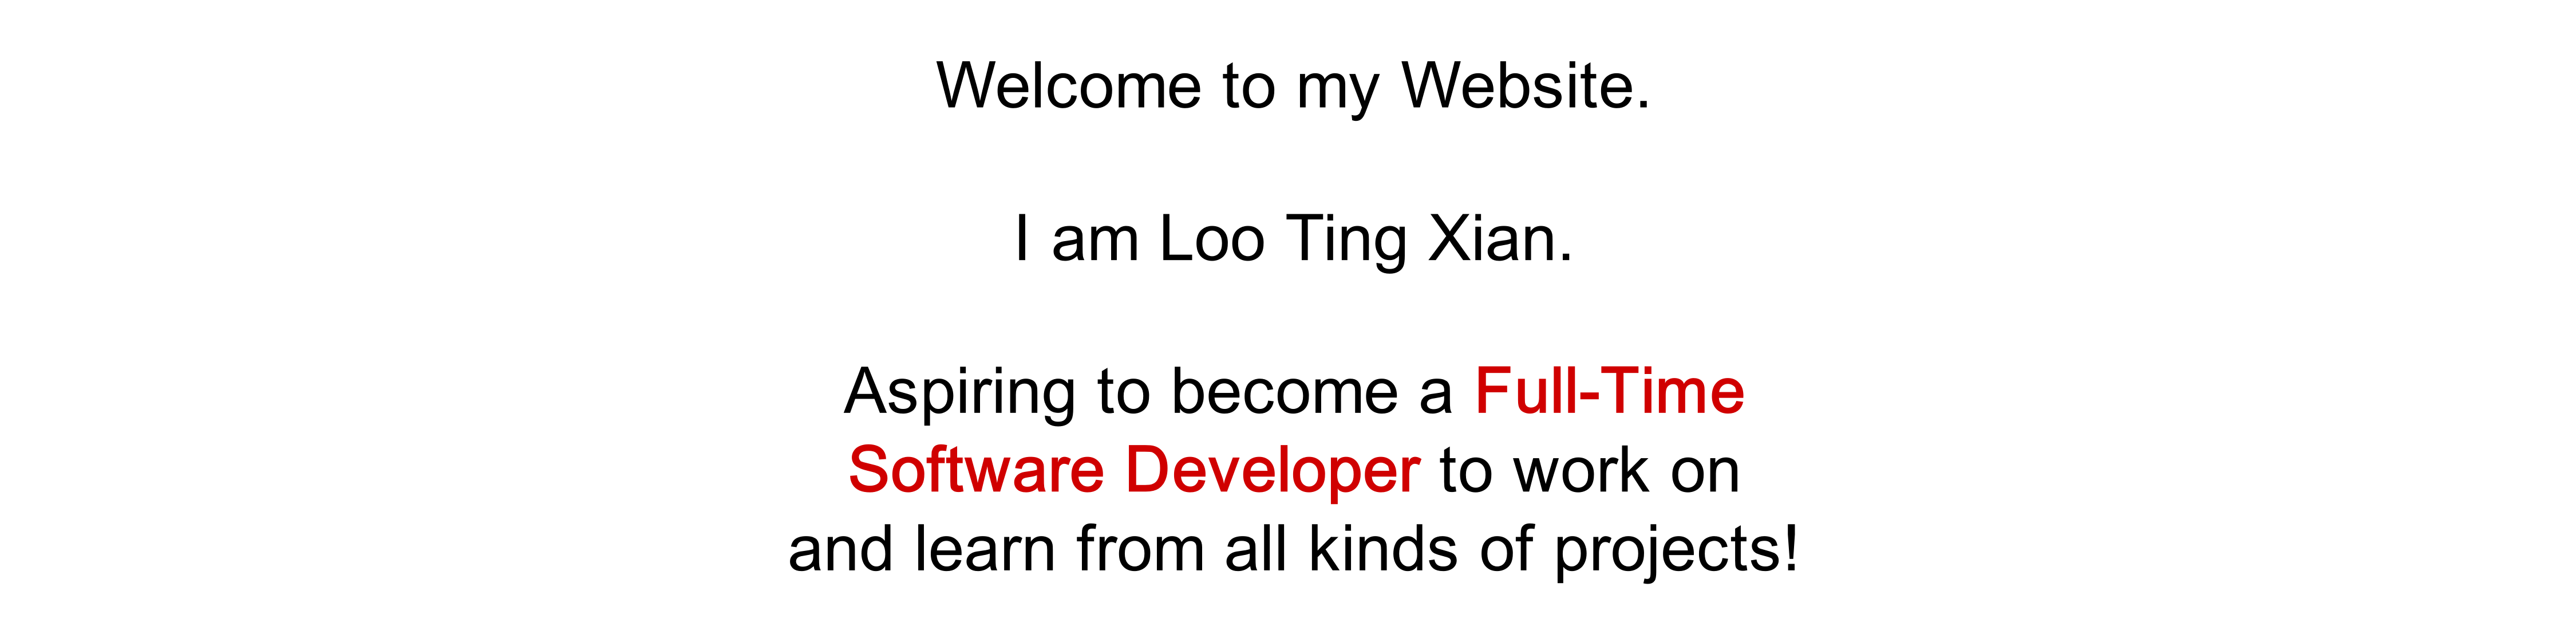 Welcome to my Website.
I am Loo Ting Xian.
Aspiring to become a Full-Time
Software Developer to work on
and learn from all kinds of projects!